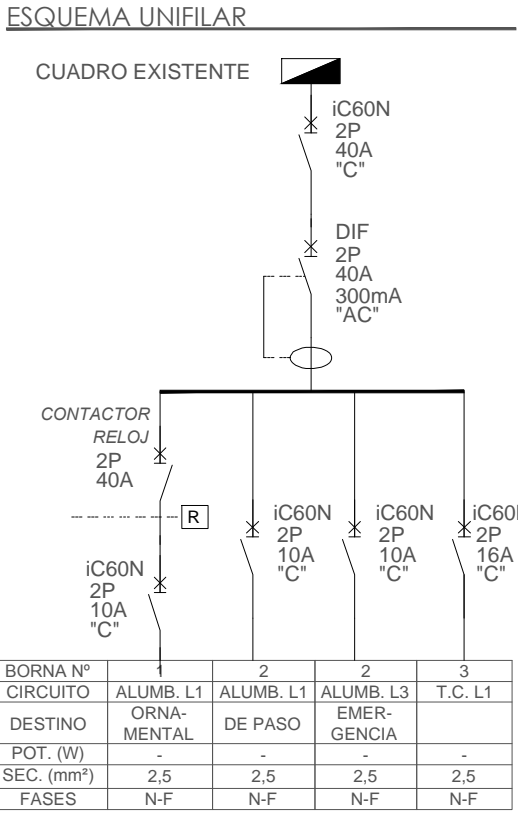 ESQUEMA UNIFILAR
CUADRO EXISTENTE
iC60N
2P
40A
"C"
DIF
2P
40A
300mA
"AC"
CONTACTOR
RELOJ
2P
40A
R
iC60N
2P
10A
"C"
iC60N
2P
10A
"C"
iC60N
2P
10A
"C"
iC60
2P
16A
"C"
BORNA Nº 1 2 2 3
CIRCUITO ALUMB. L1 ALUMB. L1 ALUMB. L3 T.C. L1
DESTINO ORNA-
MENTAL DE PASO EMER-
GENCIA
POT. (W) - - - -
SEC. (mm²) 2,5 2,5 2,5 2,5
FASES N-F N-F N-F N-F